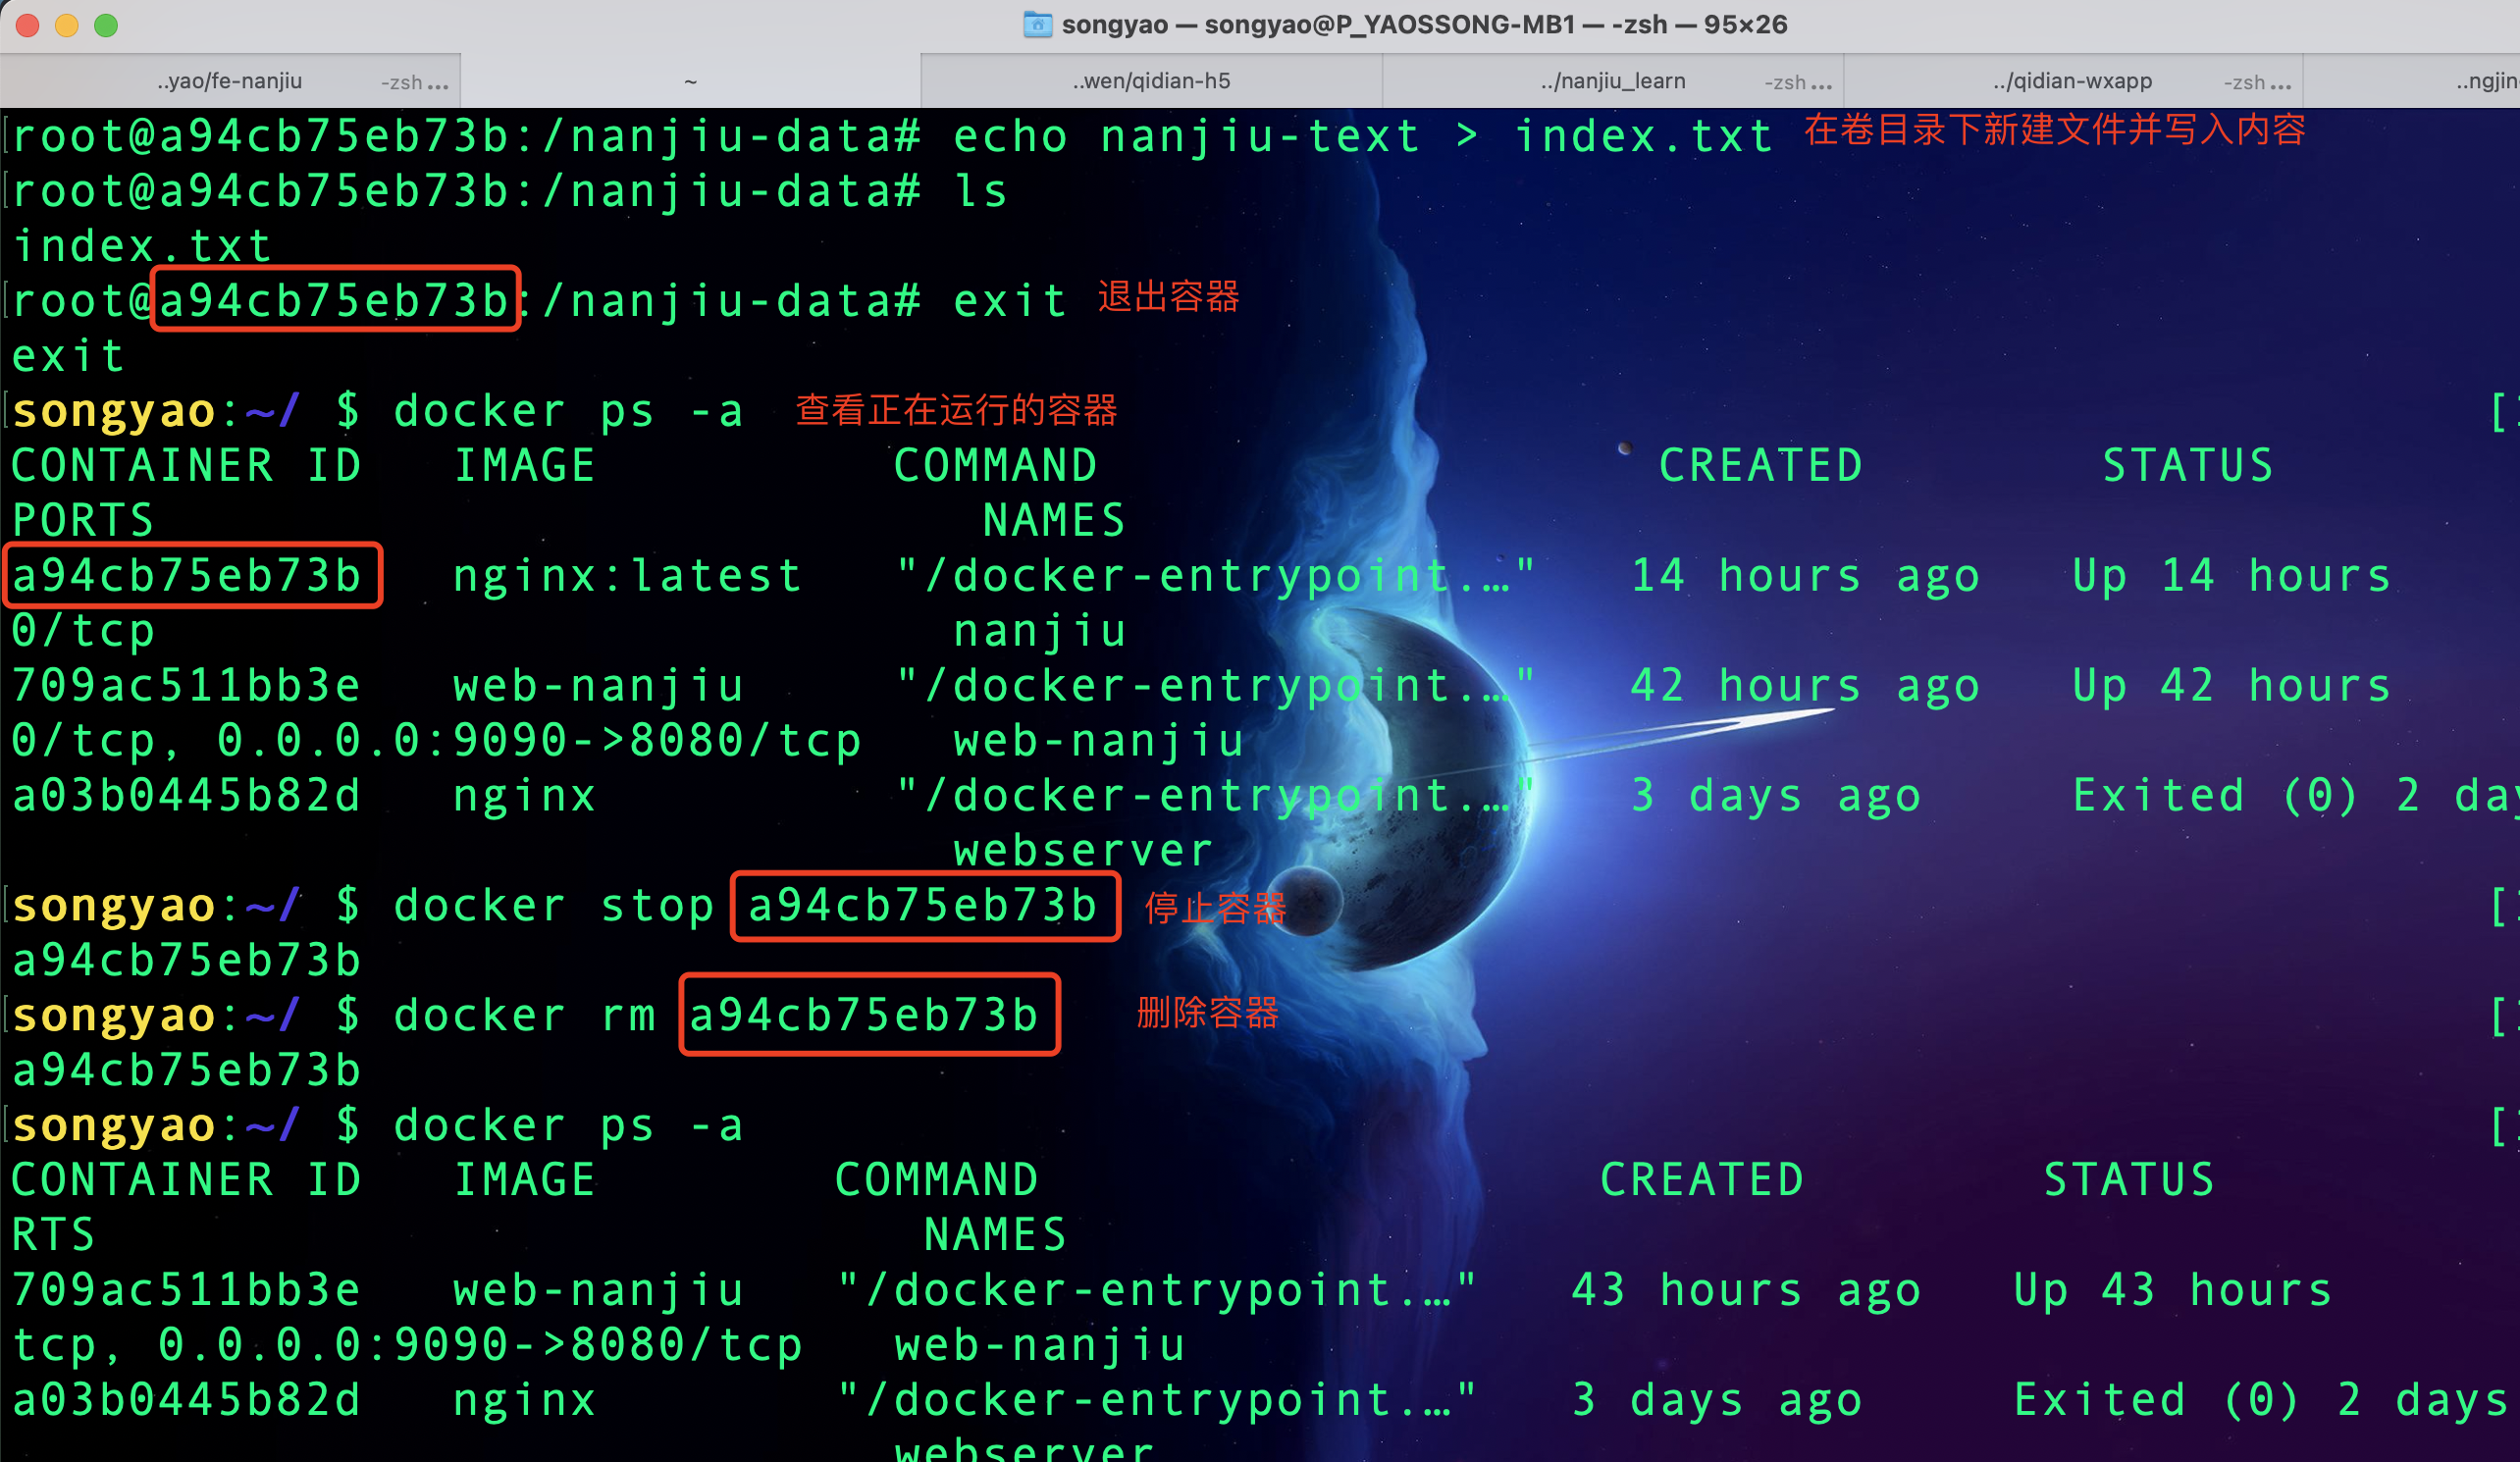 songyao — songyao@P_YAOSSONG-MB1 — -zsh — 95×26
..yao/fe-nanjiu -zsh... ~ ..wen/qidian-h5 ../nanjiu_learn -zsh... ../qidian-wxapp -zsh... ..ngjin
root@a94cb75eb73b:/nanjiu-data# echo nanjiu-text > index.txt 在卷目录下新建文件并写入内容
root@a94cb75eb73b:/nanjiu-data# ls
index.txt
root@a94cb75eb73b:/nanjiu-data# exit 退出容器
exit
songyao:~/ $ docker ps -a 查看正在运行的容器
CONTAINER ID IMAGE COMMAND CREATED STATUS
PORTS NAMES
a94cb75eb73b nginx:latest "/docker-entrypoint.…" 14 hours ago Up 14 hours
0/tcp nanjiu
709ac511bb3e web-nanjiu "/docker-entrypoint.…" 42 hours ago Up 42 hours
0/tcp, 0.0.0.0:9090->8080/tcp web-nanjiu
a03b0445b82d nginx "/docker-entrypoint.…" 3 days ago Exited (0) 2 day
webserver
songyao:~/ $ docker stop a94cb75eb73b 停止容器
a94cb75eb73b
songyao:~/ $ docker rm a94cb75eb73b 删除容器
a94cb75eb73b
songyao:~/ $ docker ps -a
CONTAINER ID IMAGE COMMAND CREATED STATUS
RTS NAMES
709ac511bb3e web-nanjiu "/docker-entrypoint.…" 43 hours ago Up 43 hours
tcp, 0.0.0.0:9090->8080/tcp web-nanjiu
a03b0445b82d nginx "/docker-entrypoint.…" 3 days ago Exited (0) 2 days
webserver